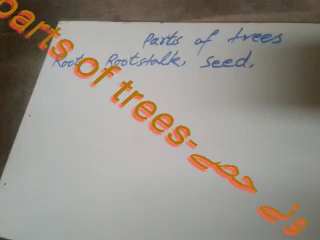 Parts of trees
Root, Rootstalk, seed,
parts of trees-